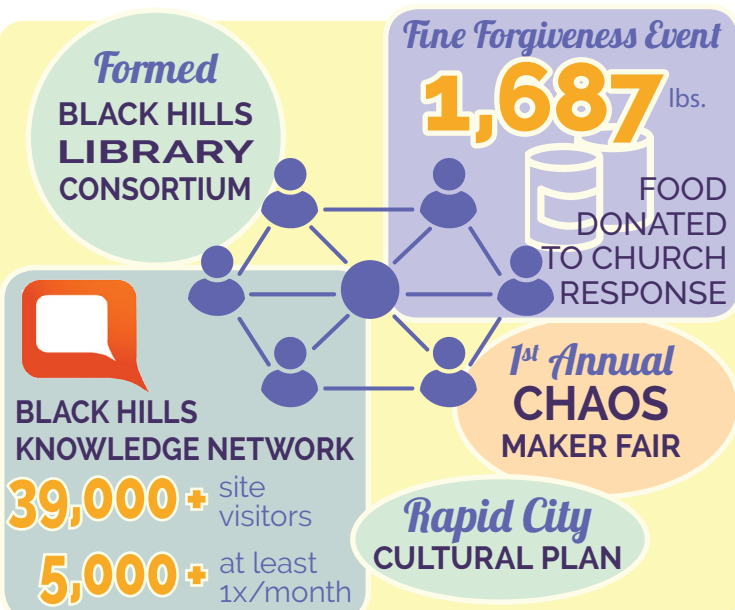 Formed
BLACK HILLS
LIBRARY
CONSORTIUM
Fine Forgiveness Event
1,687 lbs.
FOOD
DONATED
TO CHURCH
RESPONSE
BLACK HILLS
KNOWLEDGE NETWORK
39,000+ site
visitors
5,000+ at least
1x/month
1st Annual
CHAOS
MAKER FAIR
Rapid City
CULTURAL PLAN